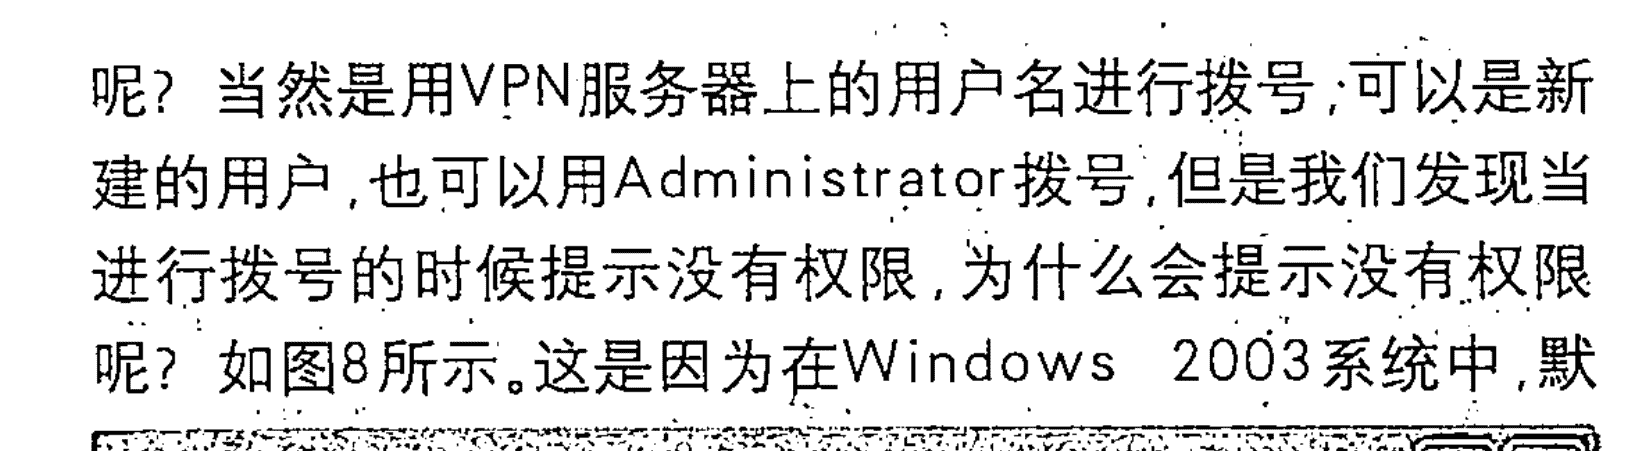 呢? 当然是用VPN服务器上的用户名进行拨号,可以是新
建的用户,也可以用Administrator拨号,但是我们发现当
进行拨号的时候提示没有权限,为什么会提示没有权限
呢? 如图8所示。这是因为在Windows 2003系统中,默